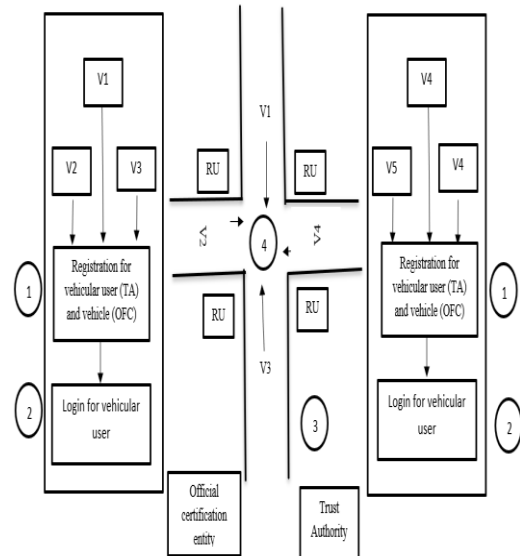 V1
V2
V3
1
Registration for
vehicular user (TA)
and vehicle (OFC)
2
Login for vehicular
user
V1
RU
RU
V2
4
V4
RU
RU
V3
3
Official
certification
entity
Trust
Authority
V4
V5
V4
Registration for
vehicular user (TA)
and vehicle (OFC)
1
Login for vehicular
user
2